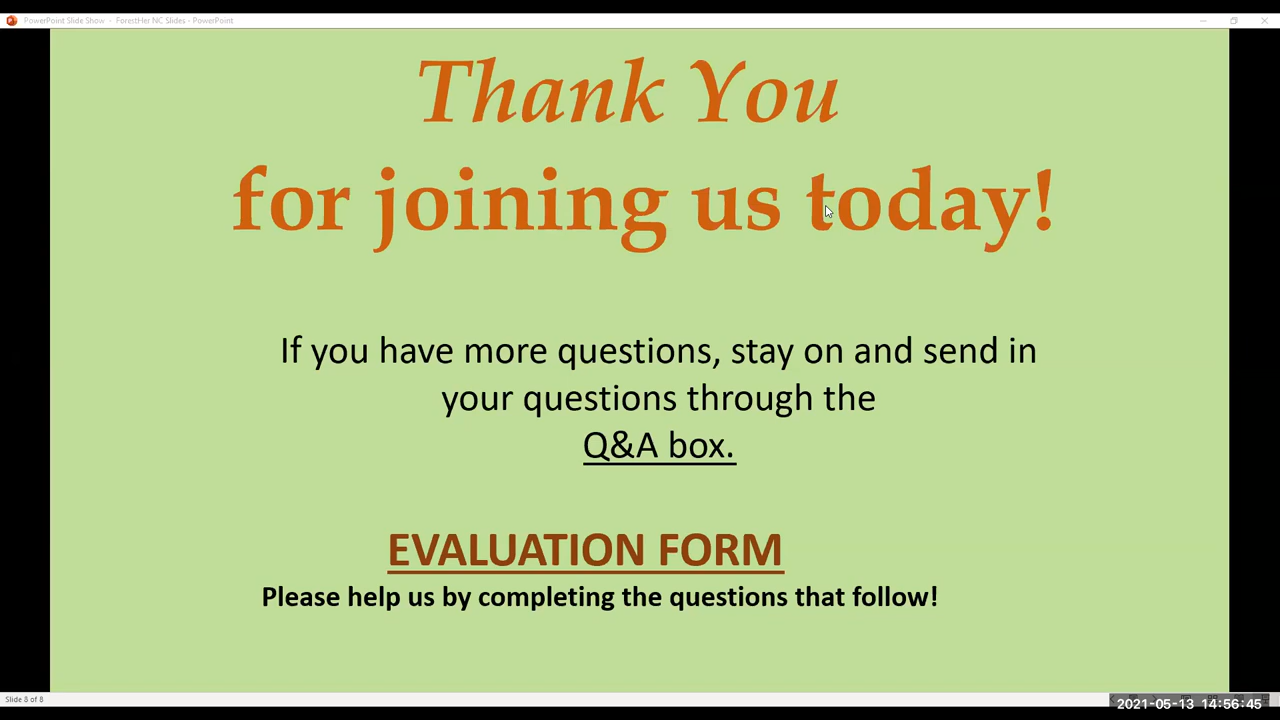 PowerPoint Slide Show - ForestHer NC Slides - PowerPoint
Thank You
for joining us today!
If you have more questions, stay on and send in
your questions through the
Q&A box.
EVALUATION FORM
Please help us by completing the questions that follow!
Slide 8 of 8
2021-05-13 14:56:45